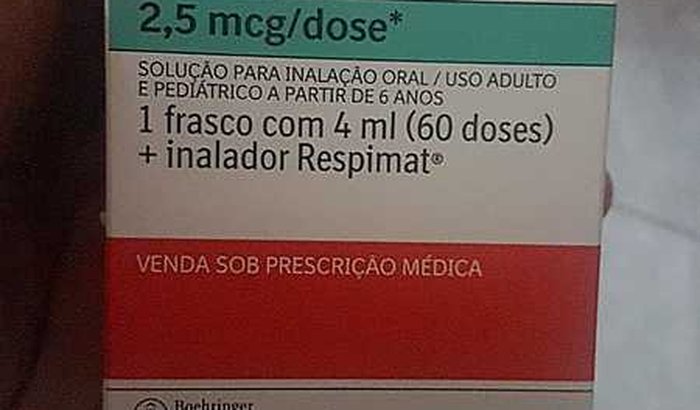 2,5 mcg/dose*
SOLUÇÃO PARA INALAÇÃO ORAL / USO ADULTO
E PEDIÁTRICO A PARTIR DE 6 ANOS
1 frasco com 4 ml (60 doses)
+ inalador Respimat®
VENDA SOB PRESCRIÇÃO MÉDICA
Boehringer